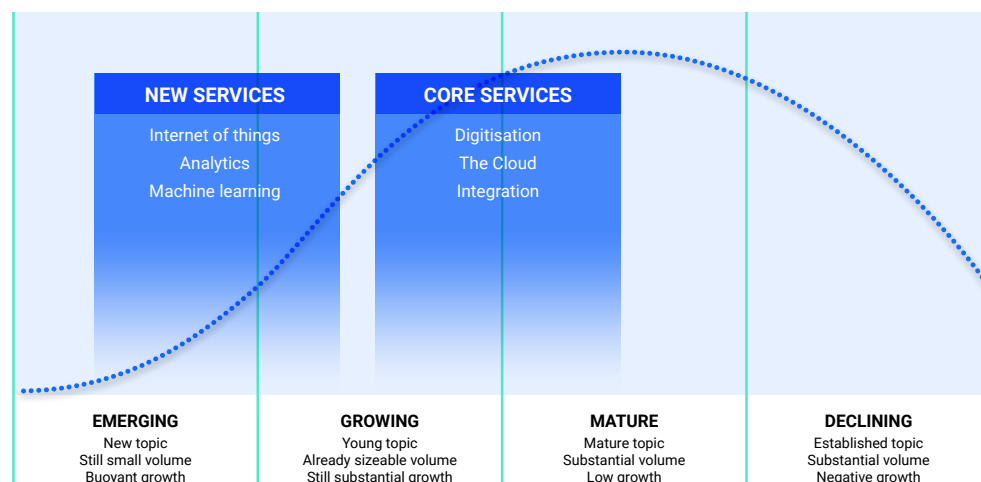 NEW SERVICES
Internet of things
Analytics
Machine learning
CORE SERVICES
Digitisation
The Cloud
Integration
EMERGING
New topic
Still small volume
Buoyant growth
GROWING
Young topic
Already sizeable volume
Still substantial growth
MATURE
Mature topic
Substantial volume
Low growth
DECLINING
Established topic
Substantial volume
Negative growth